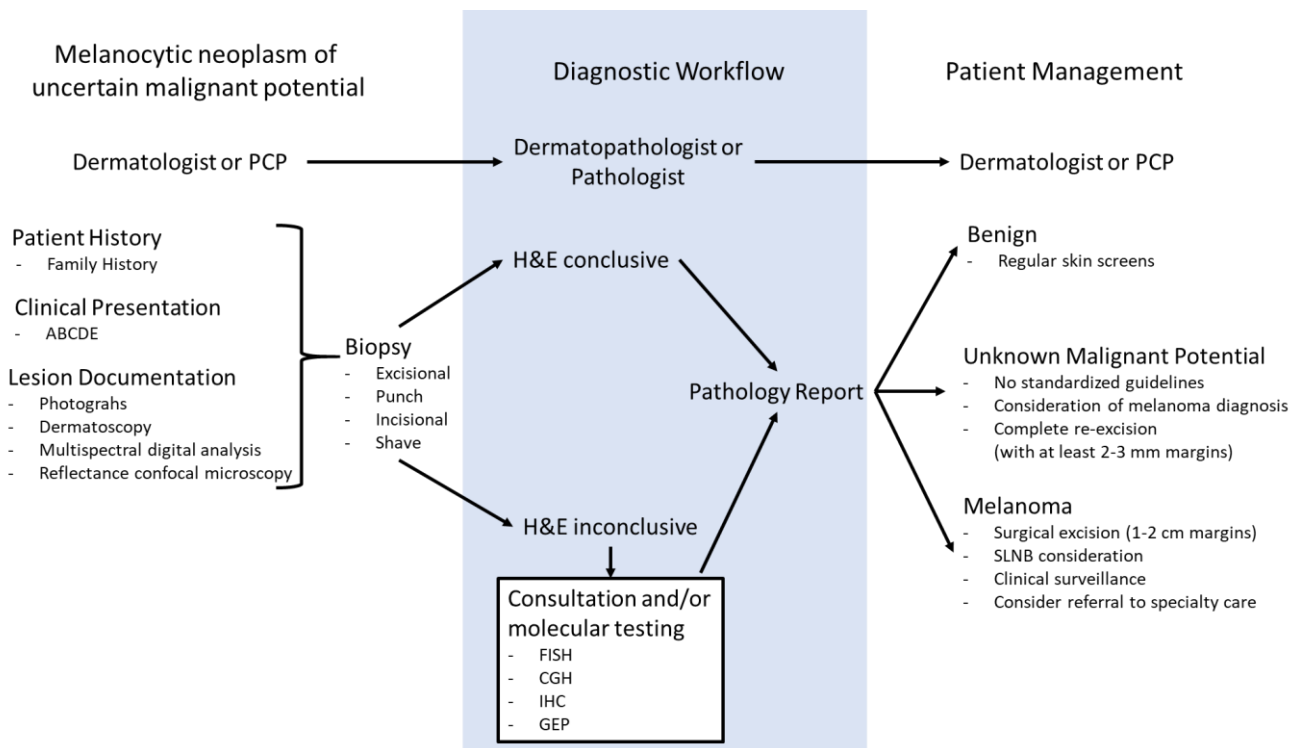 Melanocytic neoplasm of
uncertain malignant potential
Diagnostic Workflow
Patient Management
Dermatologist or PCP
Dermatopathologist or
Pathologist
Dermatologist or PCP
Patient History
- Family History
Clinical Presentation
- ABCDE
Lesion Documentation
- Photograhs
- Dermatoscopy
- Multispectral digital analysis
- Reflectance confocal microscopy
Biopsy
- Excisional
- Punch
- Incisional
- Shave
H&E conclusive
H&E inconclusive
Consultation and/or
molecular testing
- FISH
- CGH
- IHC
- GEP
Pathology Report
Benign
- Regular skin screens
Unknown Malignant Potential
- No standardized guidelines
- Consideration of melanoma diagnosis
- Complete re-excision
(with at least 2-3 mm margins)
Melanoma
- Surgical excision (1-2 cm margins)
- SLNB consideration
- Clinical surveillance
- Consider referral to specialty care